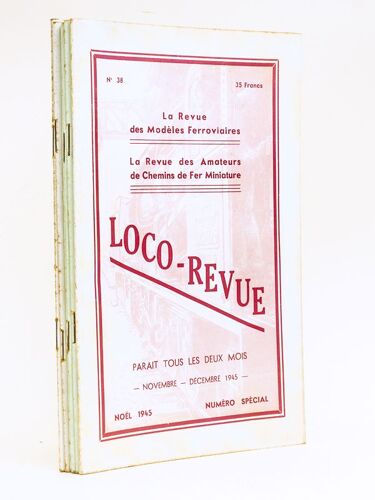 N° 38
35 Francs
La Revue
des Modèles Ferroviaires
La Revue des Amateurs
de Chemins de Fer Miniature
LOCO-REVUE
PARAIT TOUS LES DEUX MOIS
— NOVEMBRE — DECEMBRE 1945 —
NOËL 1945
NUMÉRO SPÉCIAL